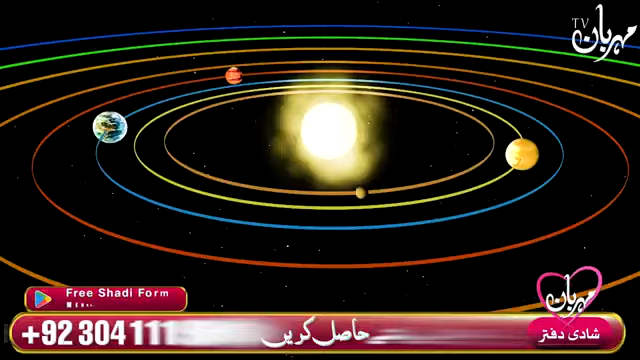 TV
مہربان
Free Shadi Form
مہربان
شادی دفتر
+92 304 111
حاصل کریں